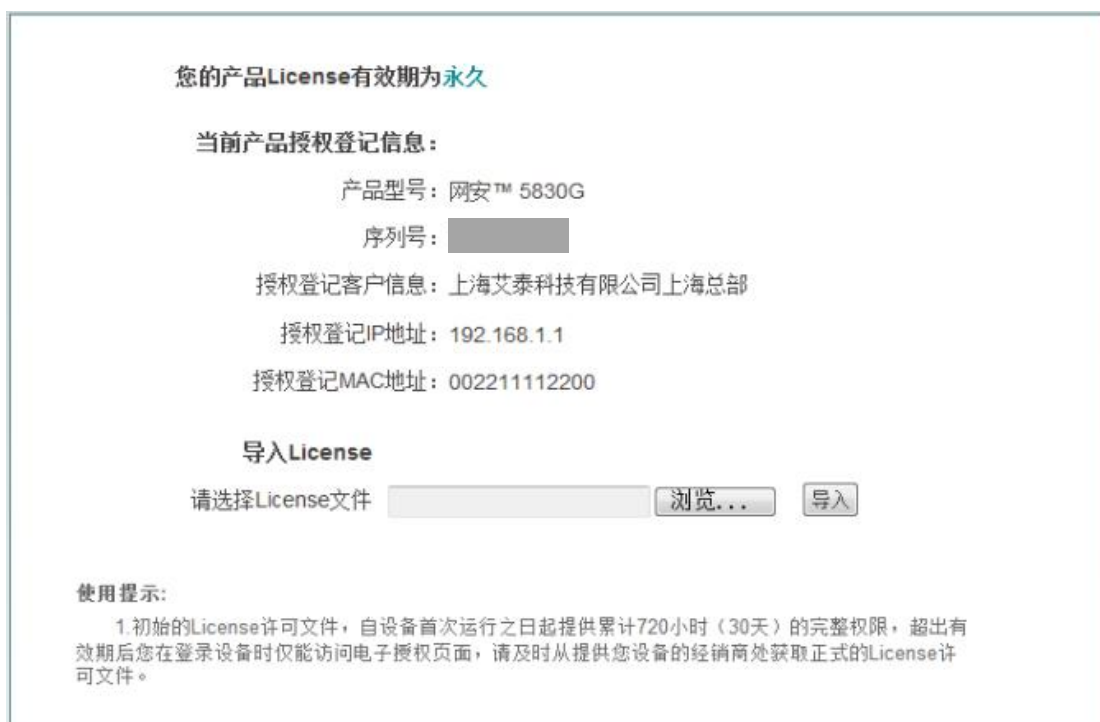 您的产品License有效期为永久
当前产品授权登记信息：
产品型号：网安™ 5830G
序列号：
授权登记客户信息：上海艾泰科技有限公司上海总部
授权登记IP地址：192.168.1.1
授权登记MAC地址：002211112200
导入License
请选择License文件 浏览... 导入
使用提示:
1.初始的License许可文件，自设备首次运行之日起提供累计720小时（30天）的完整权限，超出有
效期后您在登录设备时仅能访问电子授权页面，请及时从提供您设备的经销商处获取正式的License许
可文件。